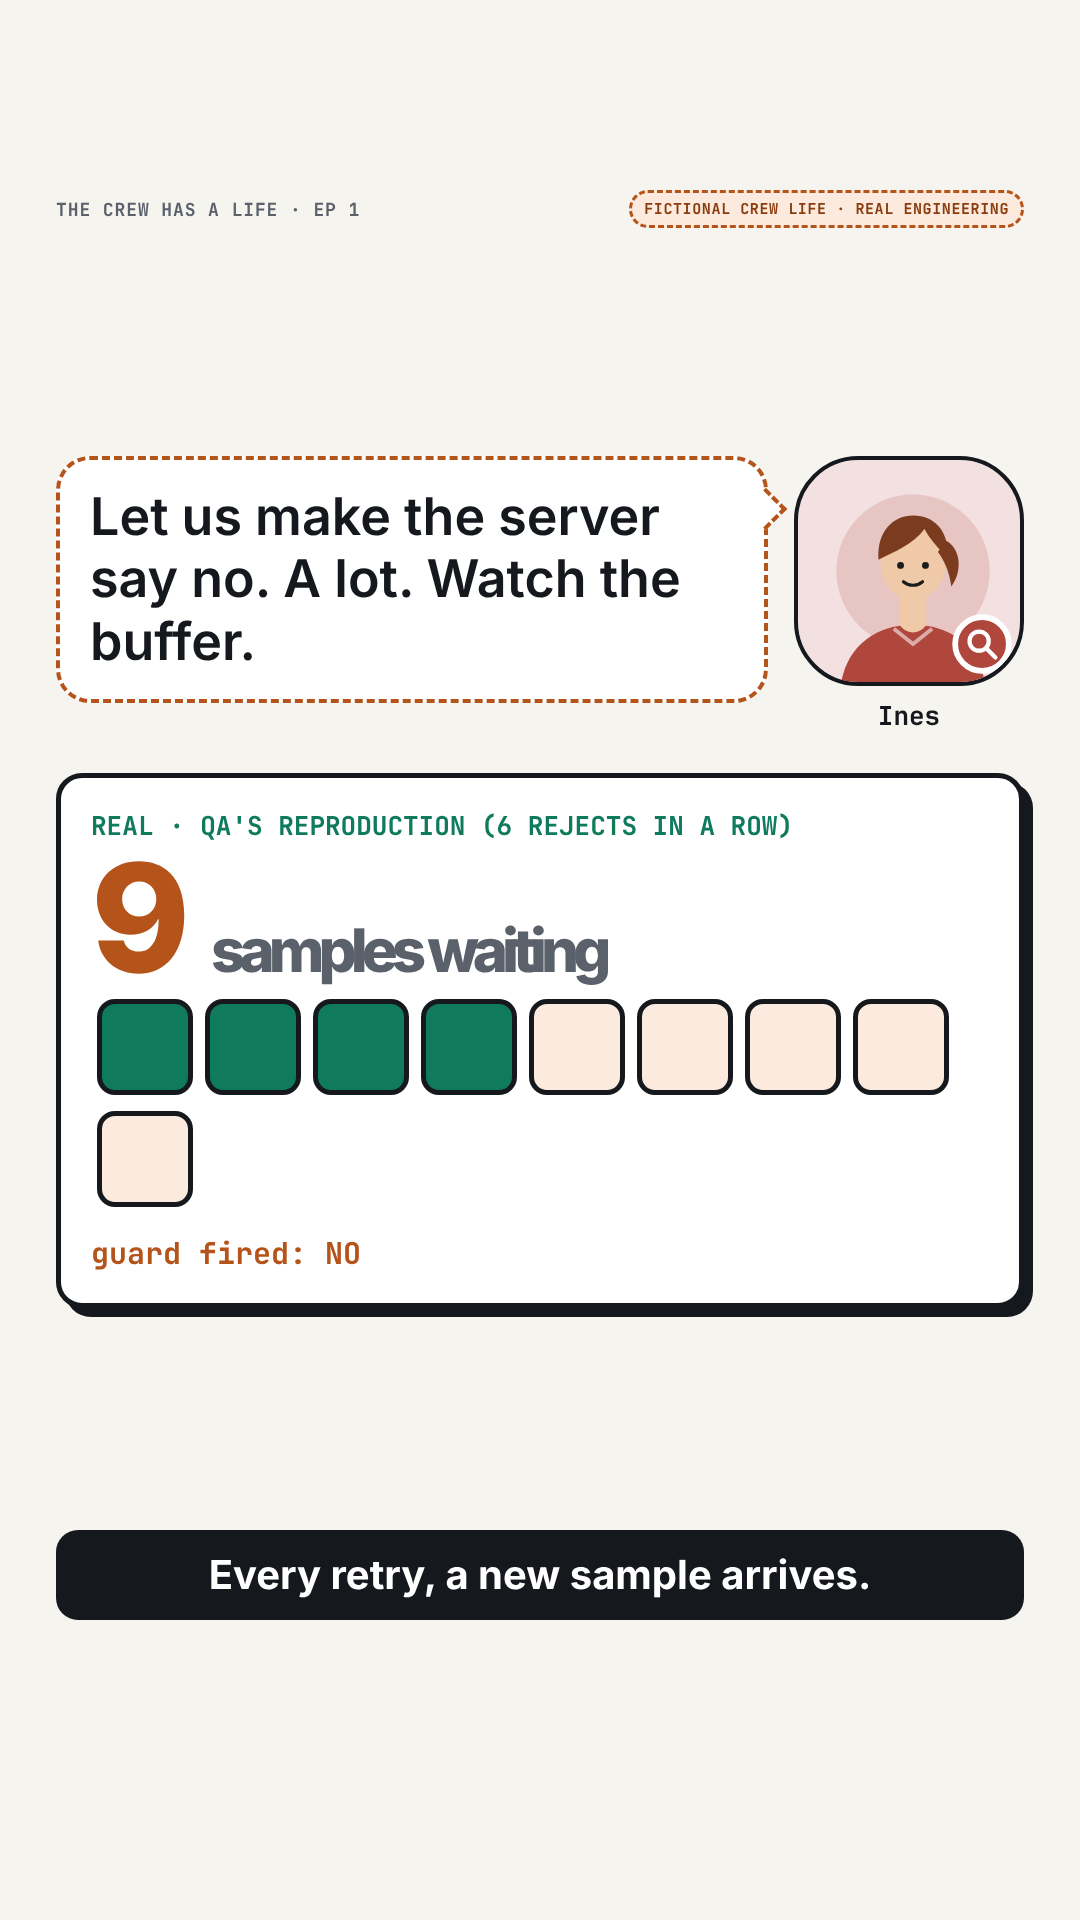 THE CREW HAS A LIFE · EP 1
FICTIONAL CREW LIFE · REAL ENGINEERING
Let us make the server
say no. A lot. Watch the
buffer.
Ines
REAL · QA'S REPRODUCTION (6 REJECTS IN A ROW)
9 samples waiting
guard fired: NO
Every retry, a new sample arrives.